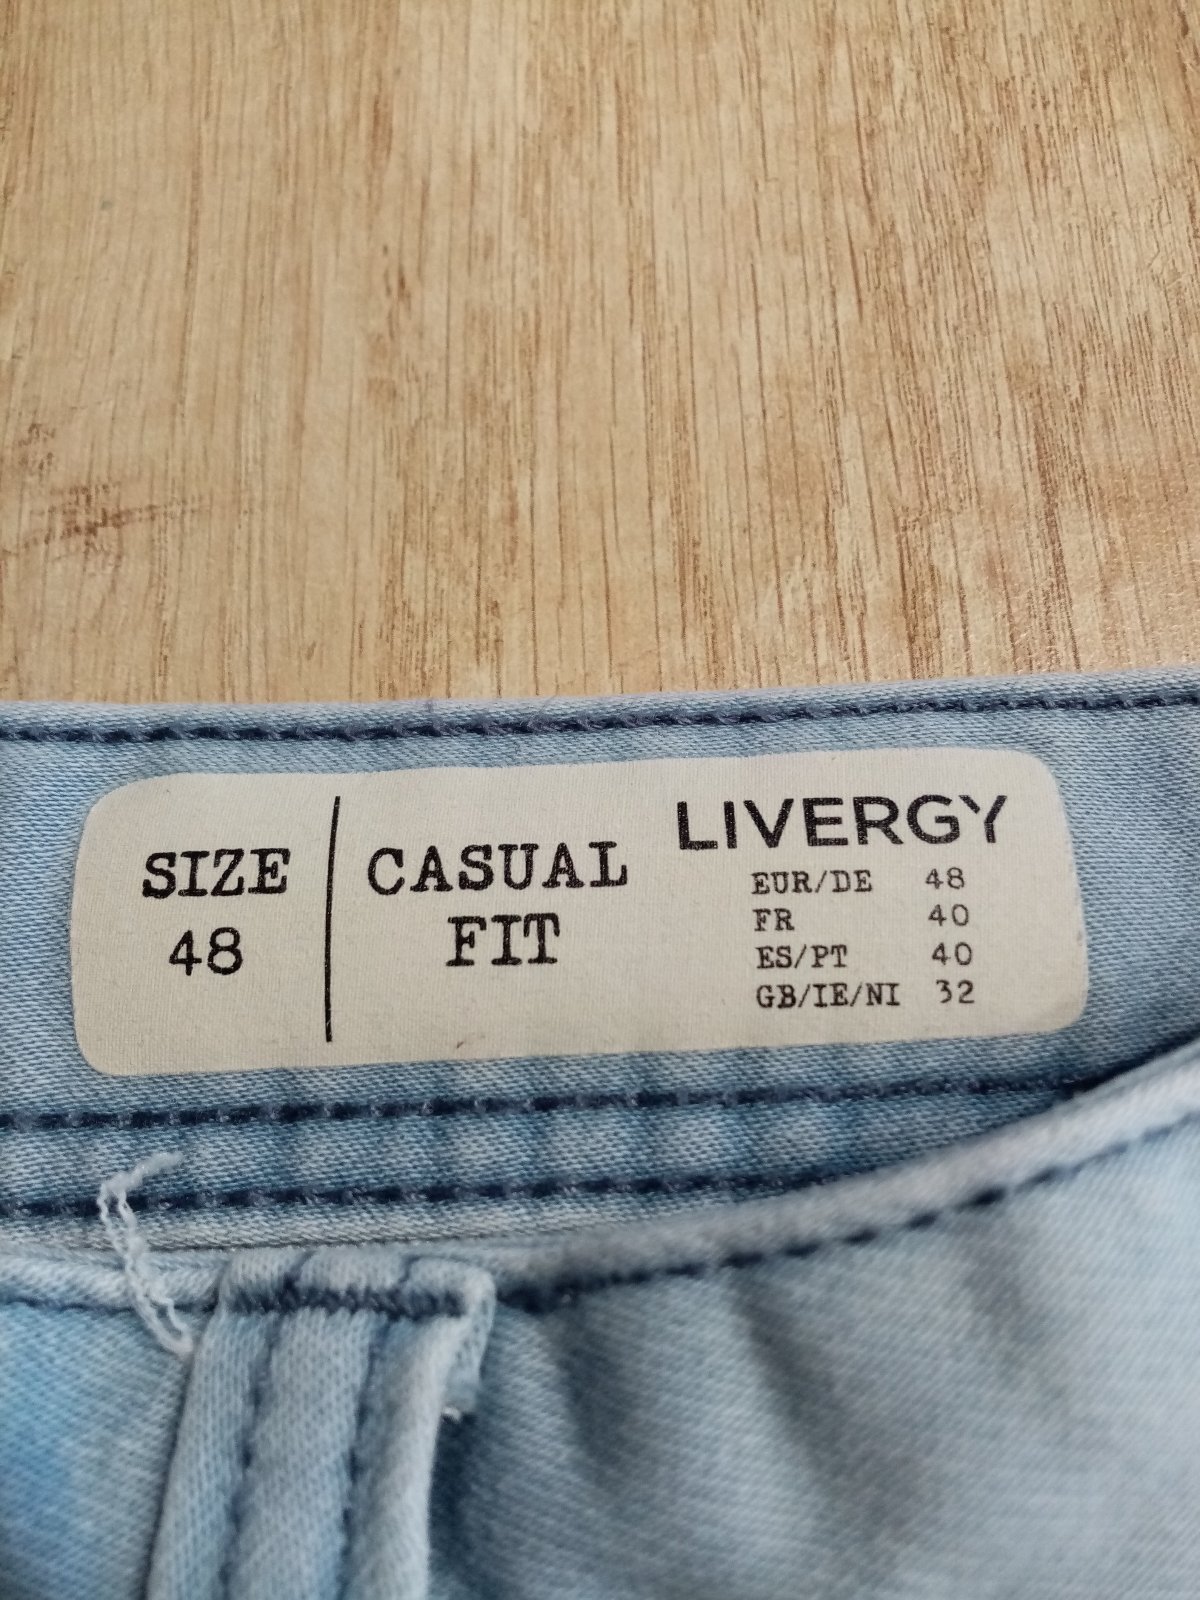 SIZE
48
CASUAL
FIT
LIVERGY
EUR/DE 48
FR 40
ES/PT 40
GB/IE/NI 32